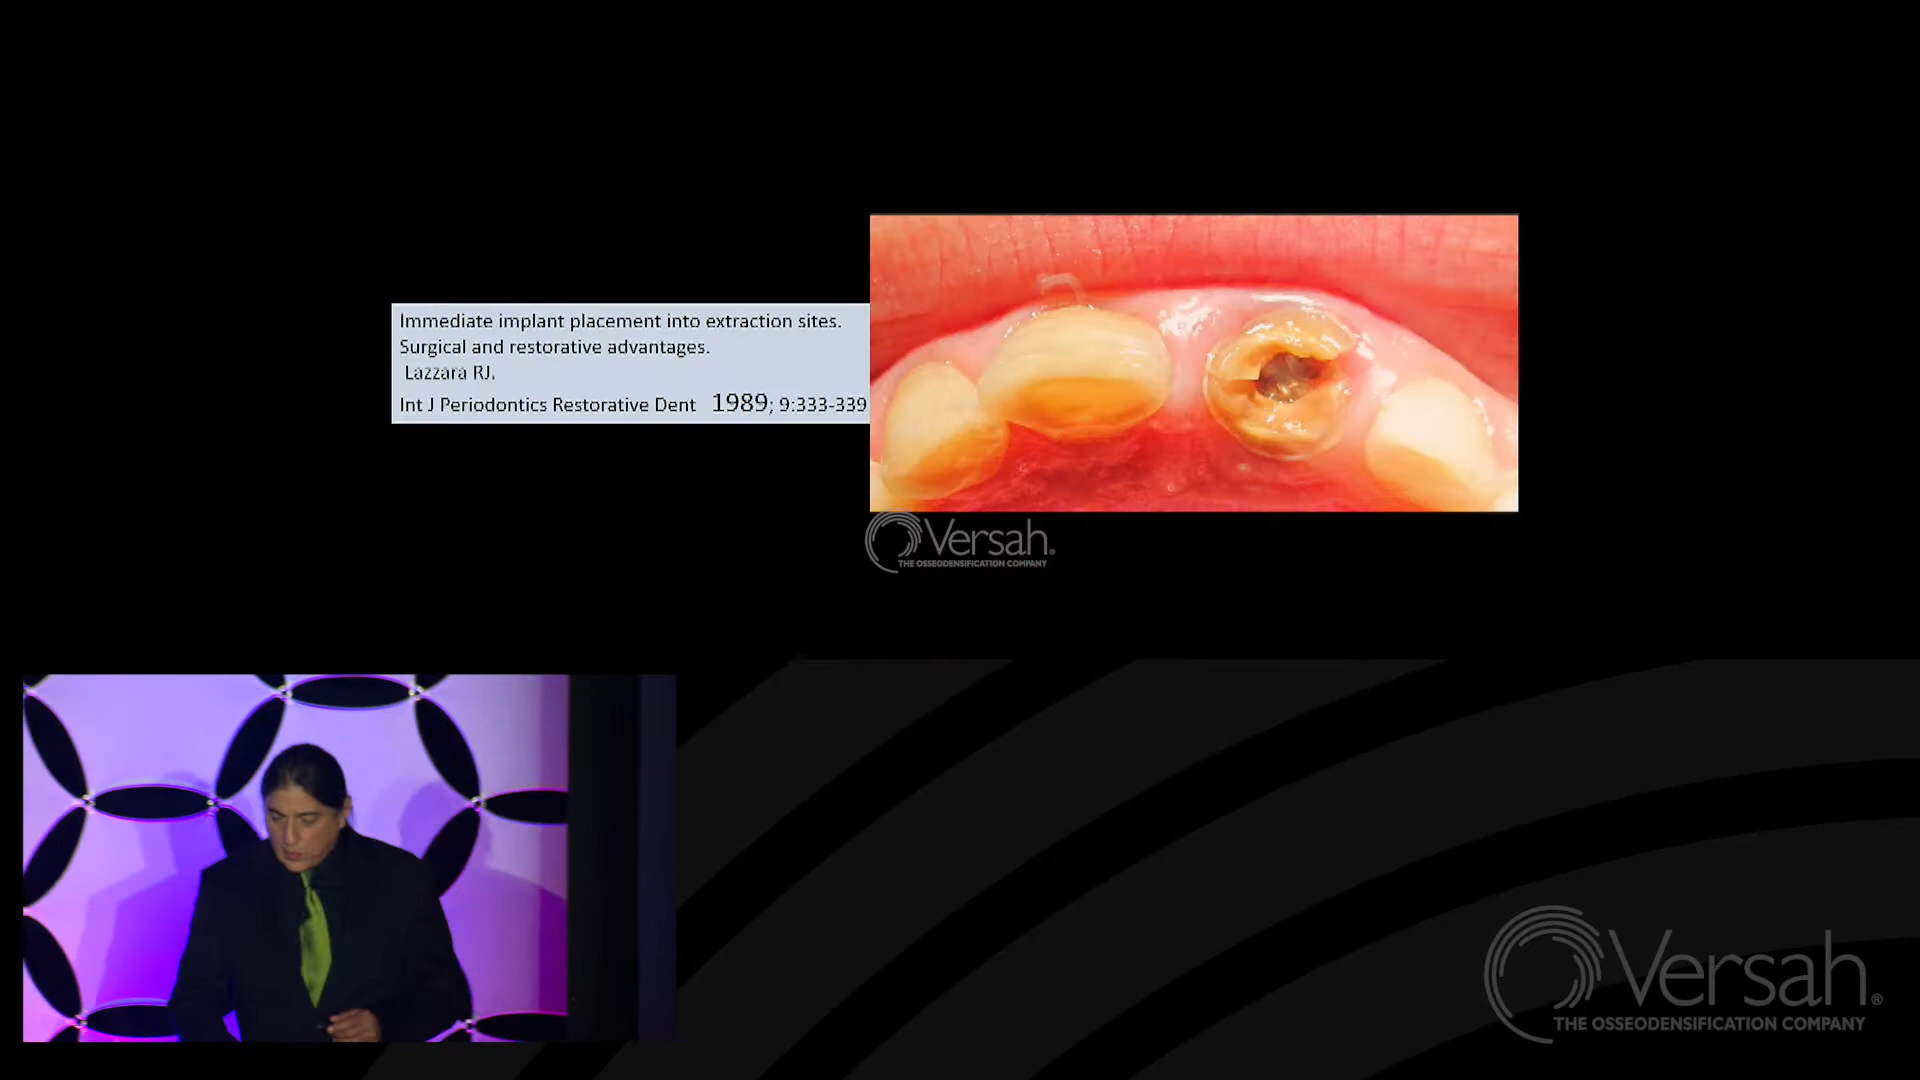 Immediate implant placement into extraction sites.
Surgical and restorative advantages.
Lazzara RJ.
Int J Periodontics Restorative Dent 1989; 9:333-339
Versah®
THE OSSEODENSIFICATION COMPANY
Versah®
THE OSSEODENSIFICATION COMPANY